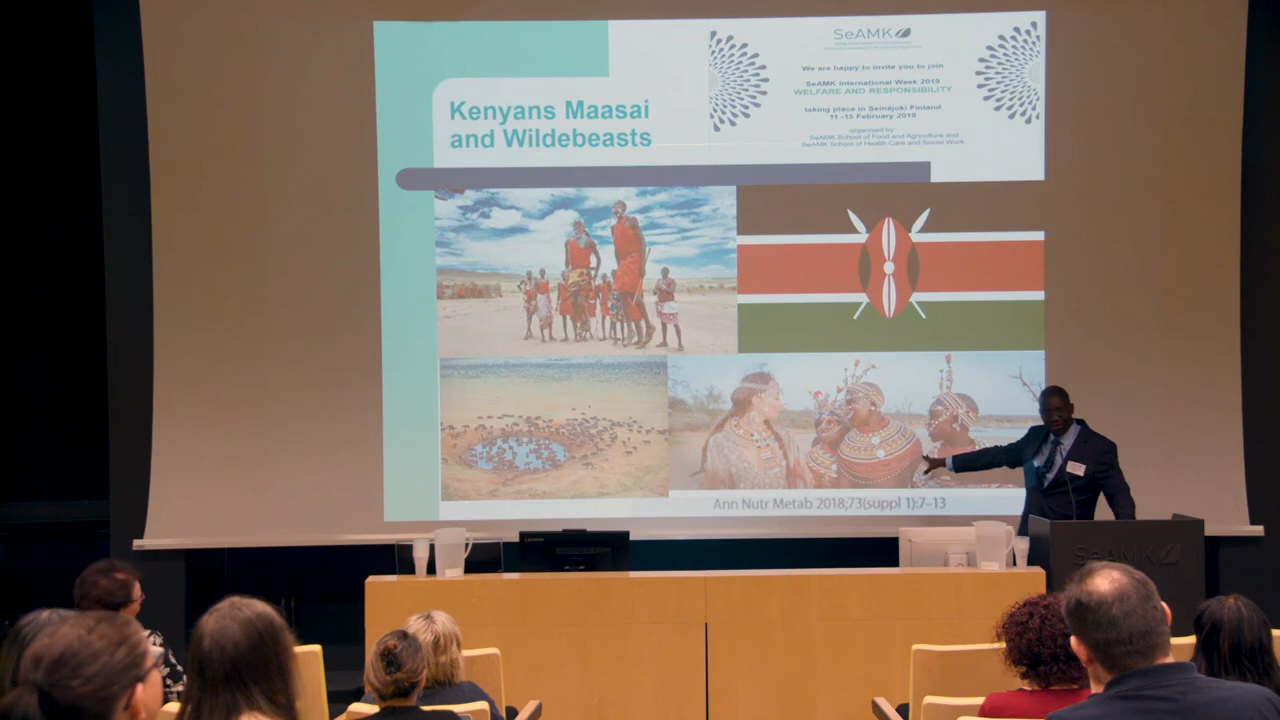 Kenyans Maasai
and Wildebeasts
SeAMK
We are happy to invite you to join
SeAMK International Week 2019
WELFARE AND RESPONSIBILITY
taking place in Seinäjoki Finland
11 -15 February 2019
organised by:
SeAMK School of Food and Agriculture and
SeAMK School of Health Care and Social Work
Ann Nutr Metab 2018;73(suppl 1):7–13
Lenovo
SeAMK